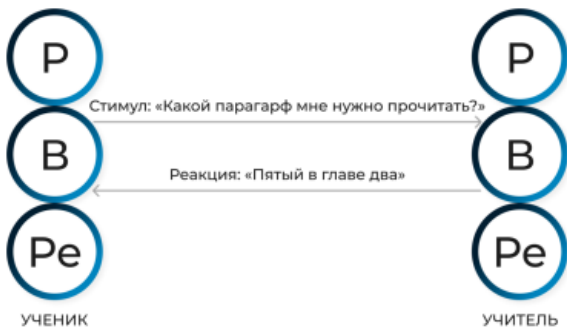 Р Р
Стимул: «Какой парагарф мне нужно прочитать?»
В В
Реакция: «Пятый в главе два»
Ре Ре
УЧЕНИК УЧИТЕЛЬ